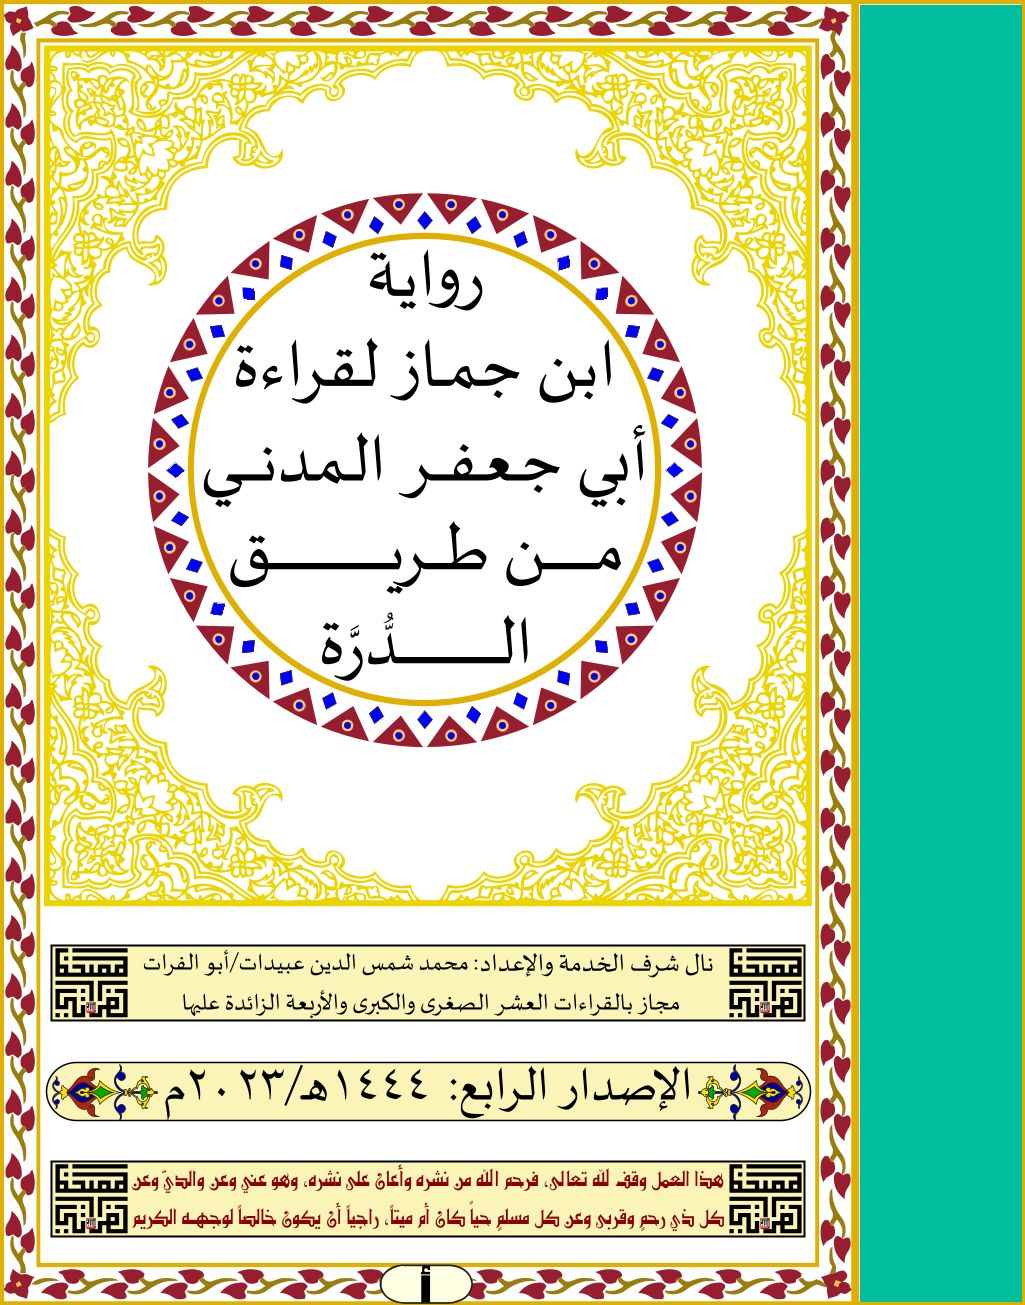 رواية
ابن جماز لقراءة
أبي جعفر المدني
من طريق
الدُّرَّة
نال شرف الخدمة والإعداد: محمد شمس الدين عبيدات/أبو الفرات
مجاز بالقراءات العشر الصغرى والكبرى والأربعة الزائدة عليها
الإصدار الرابع: ١٤٤٤هـ/٢٠٢٣م
هذا العمل وقف لله تعالى، فرحم الله من نشره وأعان على نشره، وهو عني وعن والديّ وعن
كل ذي رحمٍ وقربى وعن كل مسلمٍ حياً كان أم ميتاً، راجياً أن يكون خالصاً لوجهه الكريم
أ